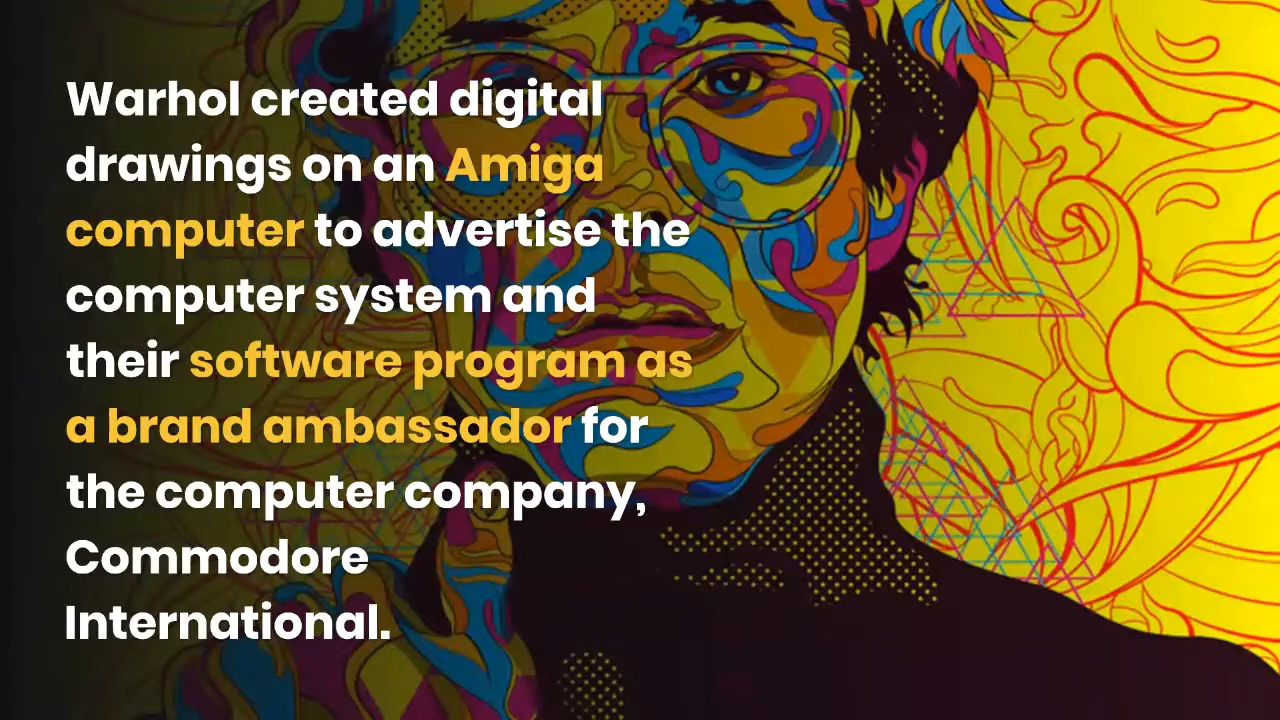 Warhol created digital
drawings on an Amiga
computer to advertise the
computer system and
their software program as
a brand ambassador for
the computer company,
Commodore
International.